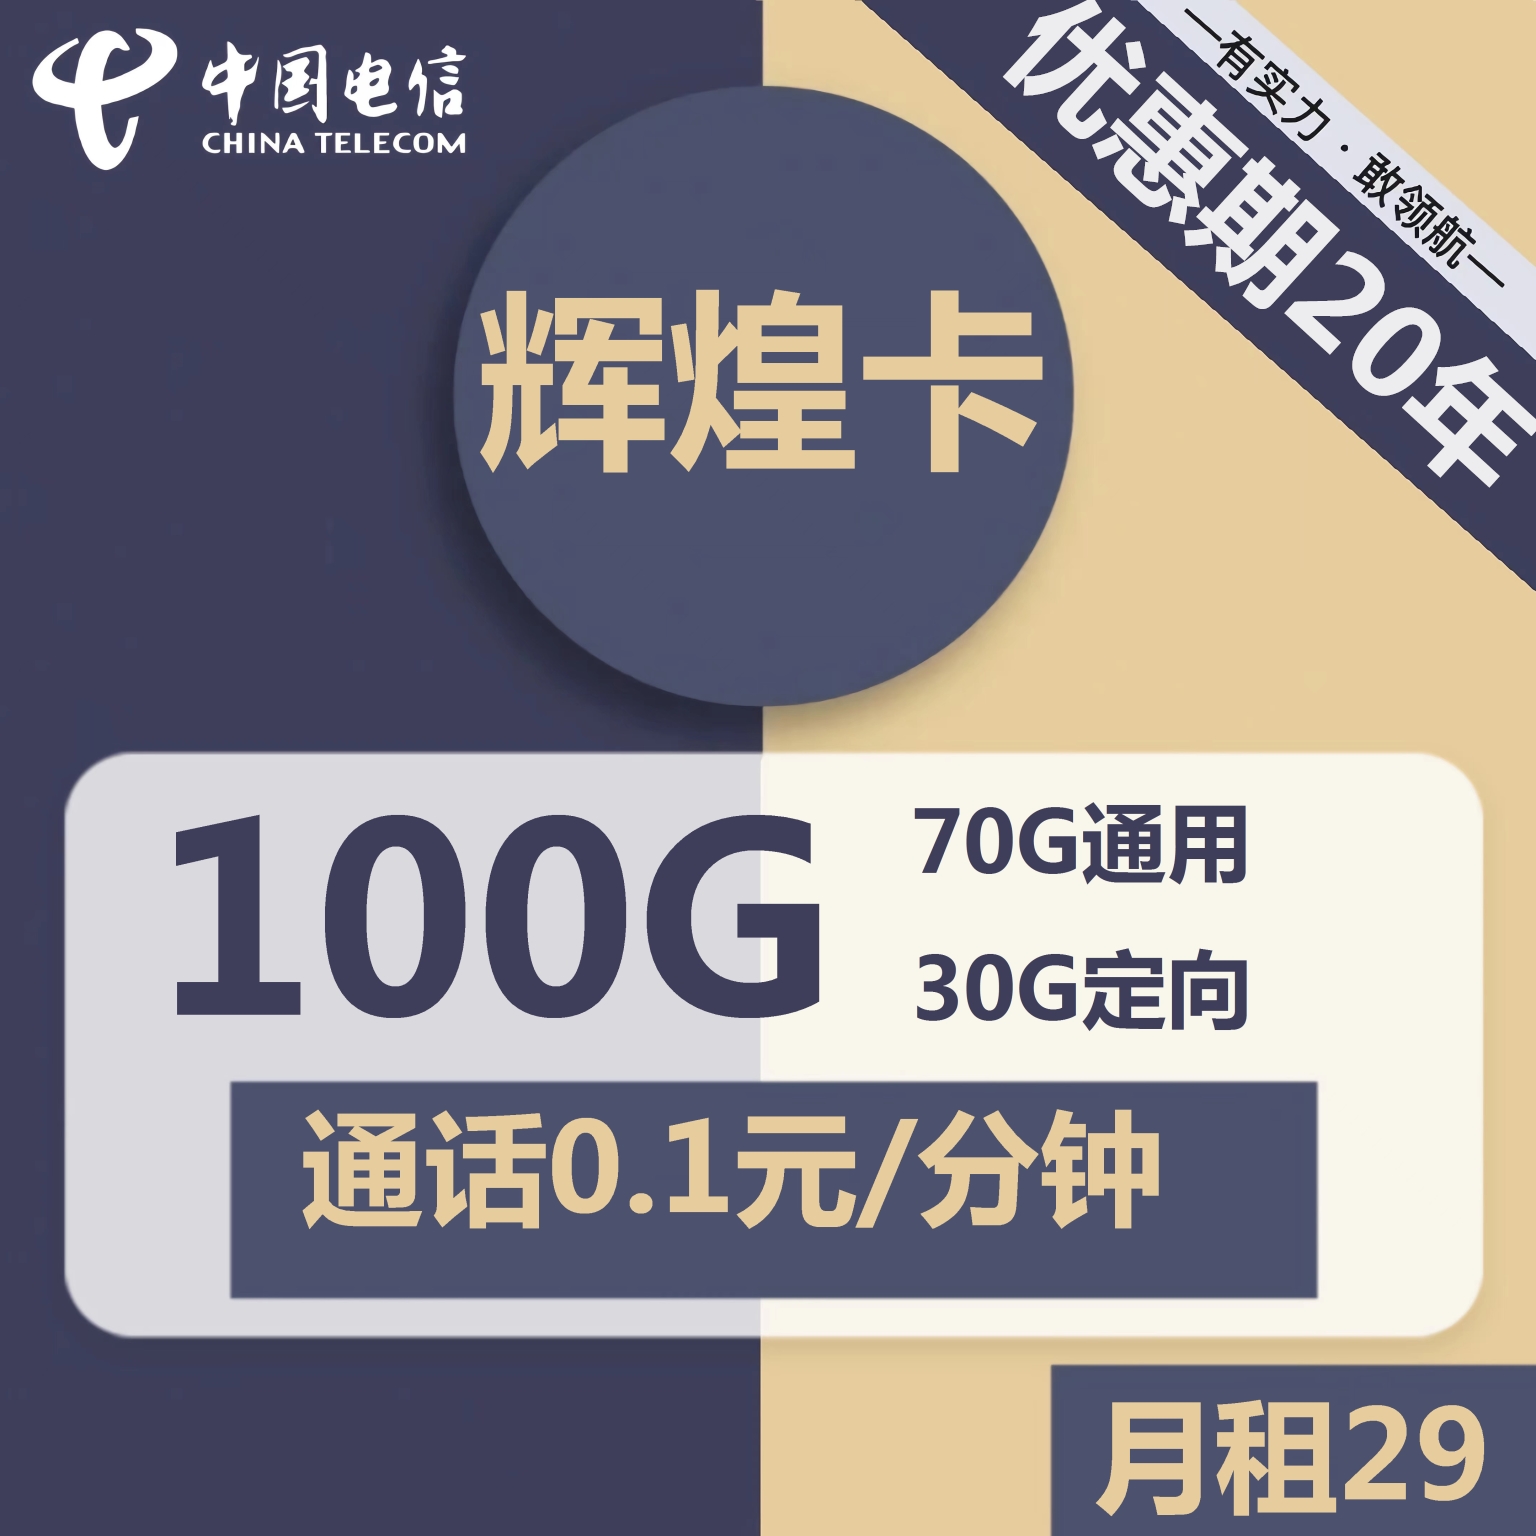 中国电信
CHINA TELECOM
—有实力·敢领航—
优惠期20年
辉煌卡
100G
70G通用
30G定向
通话0.1元/分钟
月租29